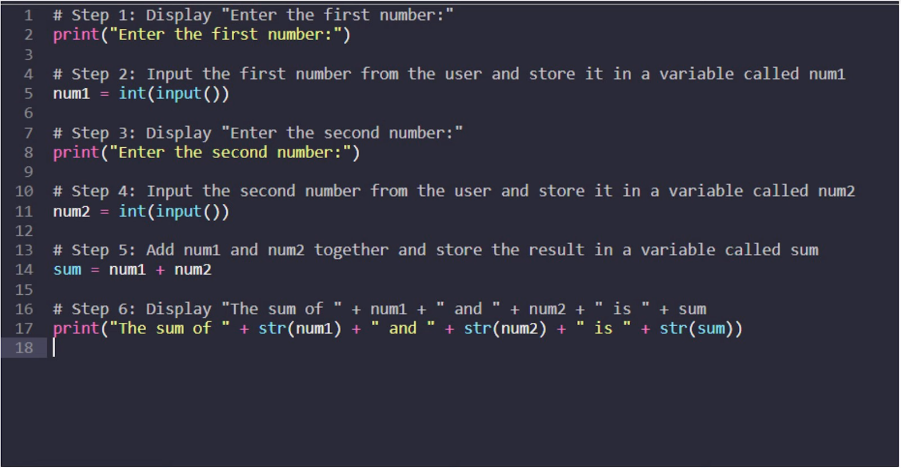 1 # Step 1: Display "Enter the first number:"
2 print("Enter the first number:")
3
4 # Step 2: Input the first number from the user and store it in a variable called num1
5 num1 = int(input())
6
7 # Step 3: Display "Enter the second number:"
8 print("Enter the second number:")
9
10 # Step 4: Input the second number from the user and store it in a variable called num2
11 num2 = int(input())
12
13 # Step 5: Add num1 and num2 together and store the result in a variable called sum
14 sum = num1 + num2
15
16 # Step 6: Display "The sum of " + num1 + " and " + num2 + " is " + sum
17 print("The sum of " + str(num1) + " and " + str(num2) + " is " + str(sum))
18